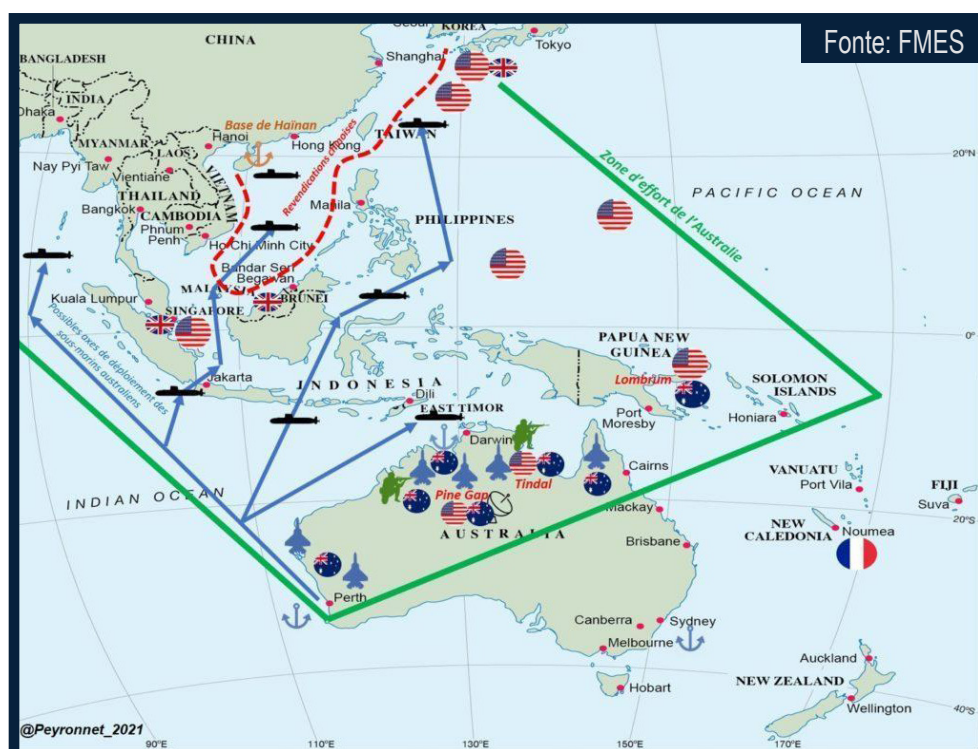 Fonte: FMES
CHINA
KOREA
Tokyo
Shanghai
BANGLADESH
INDIA
Dhaka
MYANMAR
Nay Pyi Taw
LAOS
Vientiane
Hanoi
VIETNAM
THAILAND
Bangkok
CAMBODIA
Phnum
Penh
Ho Chi Minh City
Base de Haïnan
Hong Kong
Revendications chinoises
TAIWAN
Manila
PHILIPPINES
20°N
PACIFIC OCEAN
Zone d'effort de l'Australie
Bandar Seri
Begawan
BRUNEI
MALAYSIA
Kuala Lumpur
SINGAPORE
Possibles axes de déploiement des
sous-marins australiens
0°
Jakarta
INDONESIA
Dili
EAST TIMOR
PAPUA NEW
GUINEA
Lombrum
Port
Moresby
SOLOMON
ISLANDS
Honiara
INDIAN OCEAN
Darwin
Tindal
Pine Gap
AUSTRALIA
Cairns
Mackay
Brisbane
VANUATU
Port Vila
FIJI
Suva
20°S
NEW
CALEDONIA
Noumea
Perth
Canberra
Sydney
Melbourne
Hobart
Auckland
NEW ZEALAND
Wellington
40°S
@Peyronnet_2021
90°E
110°E
130°E
150°E
160°E
170°E
180°